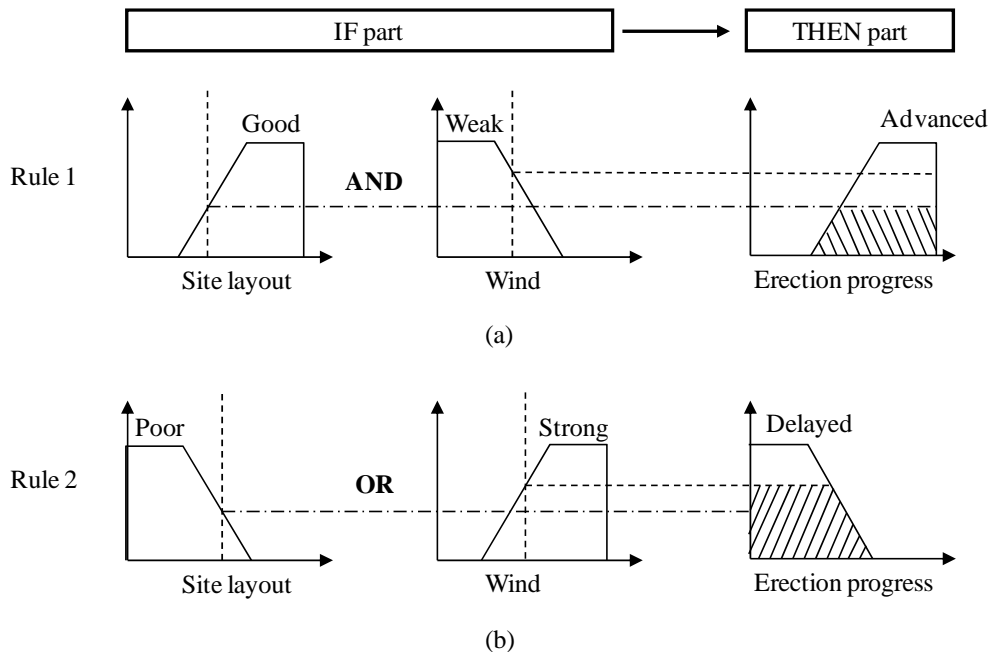 IF part
THEN part
Rule 1
Good
AND
Weak
Advanced
Site layout
Wind
Erection progress
(a)
Rule 2
Poor
OR
Strong
Delayed
Site layout
Wind
Erection progress
(b)